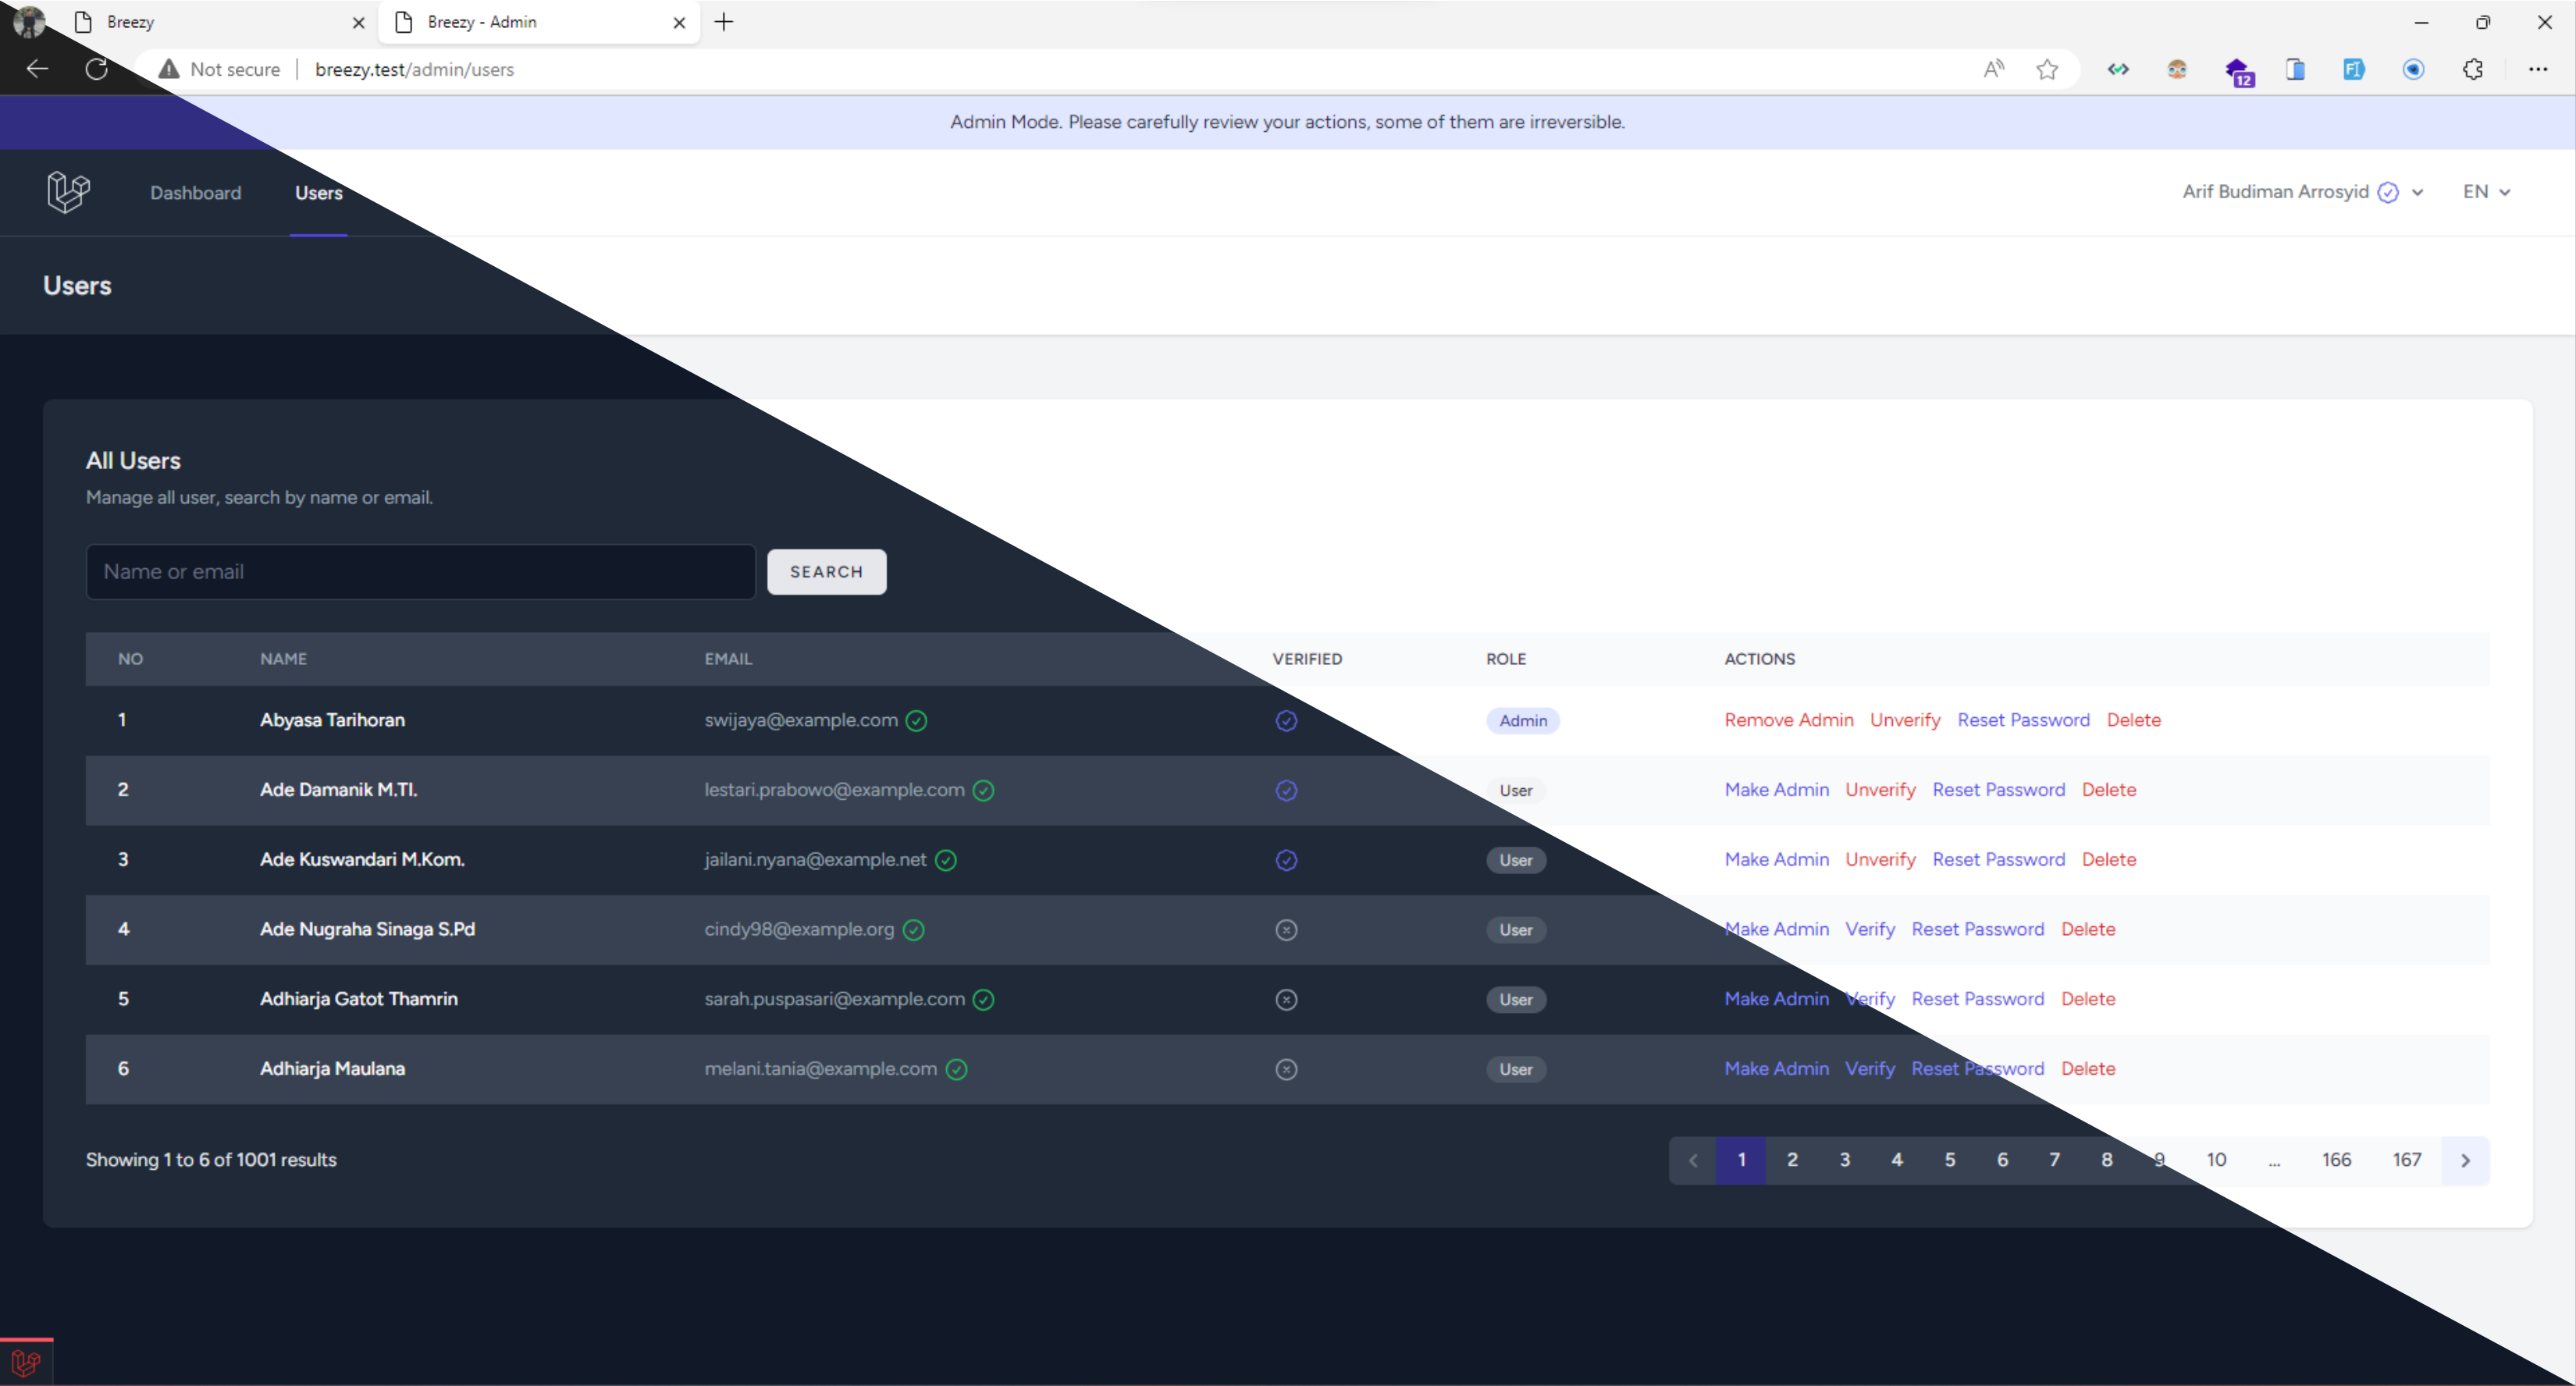 Breezy
Breezy - Admin
Not secure
breezy.test/admin/users
12
Admin Mode. Please carefully review your actions, some of them are irreversible.
Dashboard Users Arif Budiman Arrosyid EN
Users
All Users
Manage all user, search by name or email.
Name or email SEARCH
NO NAME EMAIL VERIFIED ROLE ACTIONS
1 Abyasa Tarihoran swijaya@example.com Admin Remove Admin Unverify Reset Password Delete
2 Ade Damanik M.TI. lestari.prabowo@example.com User Make Admin Unverify Reset Password Delete
3 Ade Kuswandari M.Kom. jailani.nyana@example.net User Make Admin Unverify Reset Password Delete
4 Ade Nugraha Sinaga S.Pd cindy98@example.org User Make Admin Verify Reset Password Delete
5 Adhiarja Gatot Thamrin sarah.puspasari@example.com User Make Admin Verify Reset Password Delete
6 Adhiarja Maulana melani.tania@example.com User Make Admin Verify Reset Password Delete
Showing 1 to 6 of 1001 results 1 2 3 4 5 6 7 8 9 10 ... 166 167